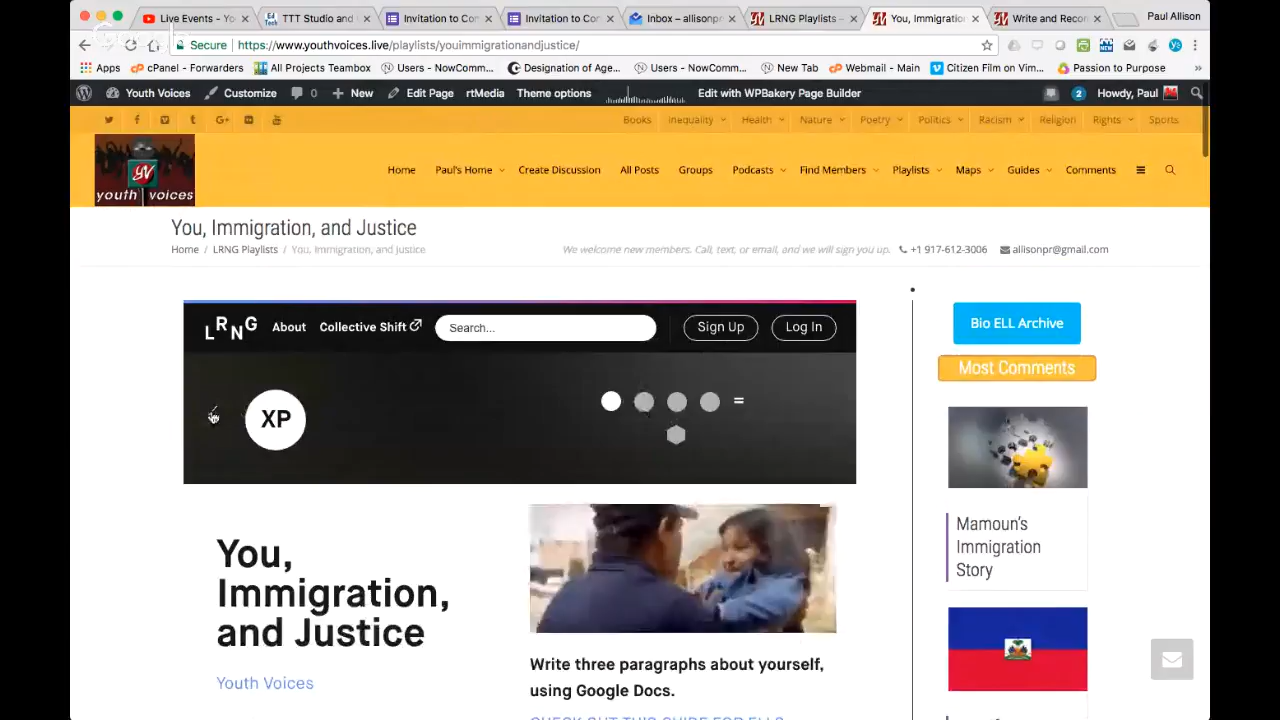 Live Events - Yo
TTT Studio and
Invitation to Con
Invitation to Con
Inbox – allisonpr
LRNG Playlists –
You, Immigration
Write and Recor
Paul Allison
Secure
https://www.youthvoices.live/playlists/youimmigrationandjustice/
Apps
cPanel - Forwarders
All Projects Teambox
Users - NowComm...
Designation of Age...
Users - NowComm...
New Tab
Webmail - Main
Citizen Film on Vim...
Passion to Purpose
»
Youth Voices
Customize
0
+ New
Edit Page
rtMedia
Theme options
Edit with WPBakery Page Builder
2
Howdy, Paul
Books
Inequality
Health
Nature
Poetry
Politics
Racism
Religion
Rights
Sports
YV
youth voices
Home
Paul's Home
Create Discussion
All Posts
Groups
Podcasts
Find Members
Playlists
Maps
Guides
Comments
You, Immigration, and Justice
Home / LRNG Playlists / You, Immigration, and Justice
We welcome new members. Call, text, or email, and we will sign you up.
+1 917-612-3006
allisonpr@gmail.com
LRNG
About
Collective Shift
Search...
Sign Up
Log In
XP
=
Bio ELL Archive
Most Comments
Mamoun's
Immigration
Story
You,
Immigration,
and Justice
Youth Voices
Write three paragraphs about yourself,
using Google Docs.